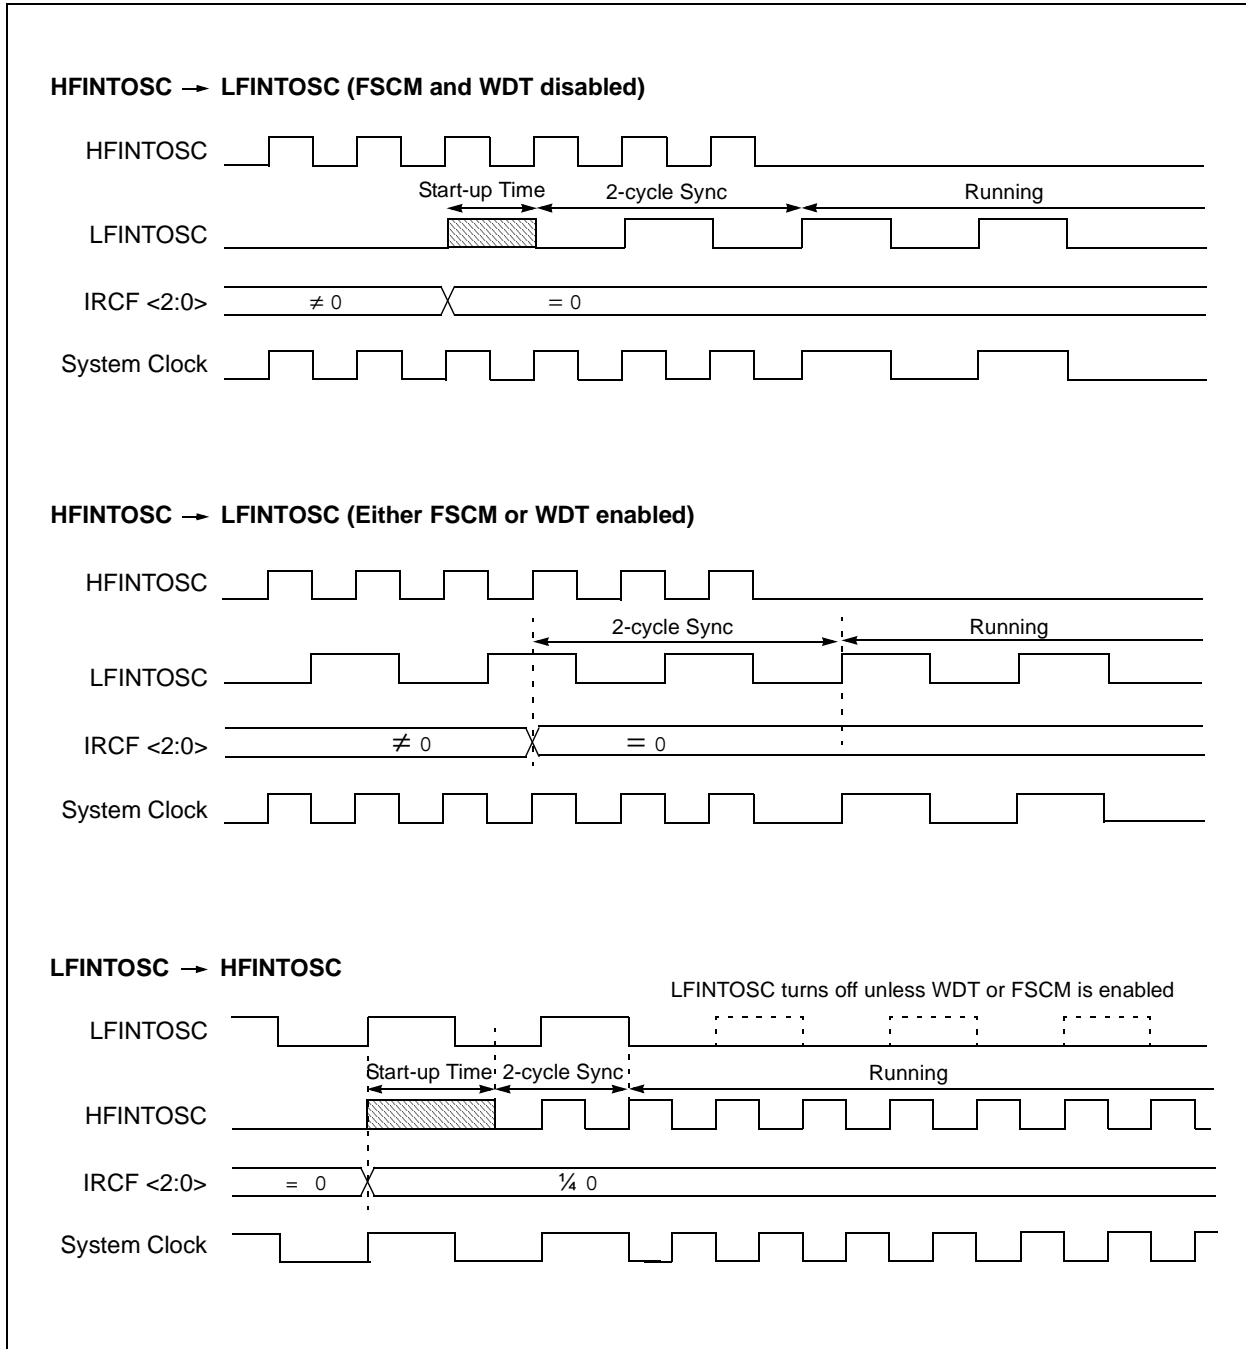 HFINTOSC → LFINTOSC (FSCM and WDT disabled)
HFINTOSC
Start-up Time 2-cycle Sync Running
LFINTOSC
IRCF <2:0> ≠ 0 = 0
System Clock
HFINTOSC → LFINTOSC (Either FSCM or WDT enabled)
HFINTOSC
2-cycle Sync Running
LFINTOSC
IRCF <2:0> ≠ 0 = 0
System Clock
LFINTOSC → HFINTOSC
LFINTOSC turns off unless WDT or FSCM is enabled
LFINTOSC
Start-up Time 2-cycle Sync Running
HFINTOSC
IRCF <2:0> = 0 ¼ 0
System Clock